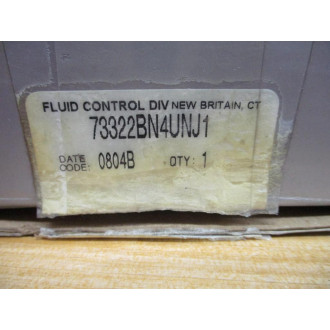 FLUID CONTROL DIV NEW BRITAIN, CT
73322BN4UNJ1
DATE CODE: 0804B QTY: 1